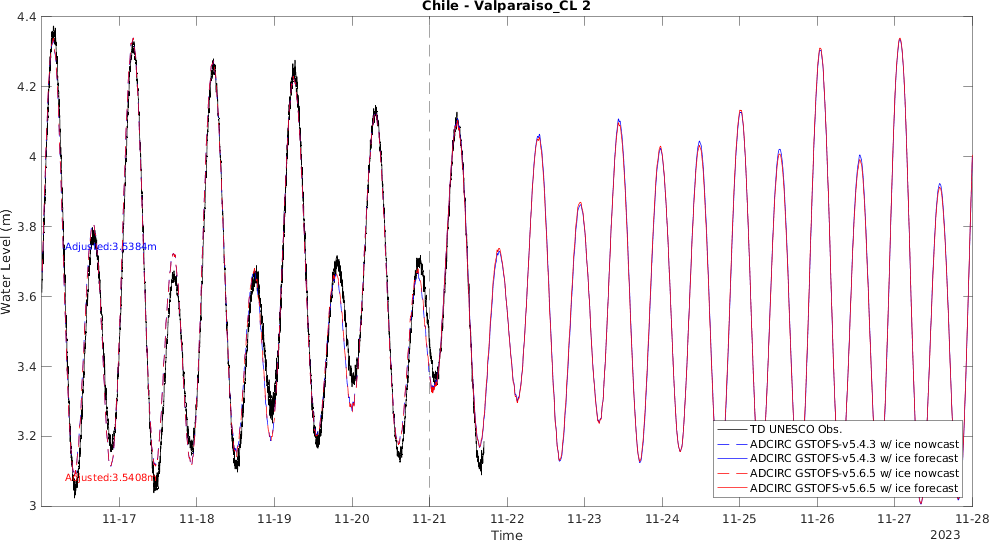 Chile - Valparaiso_CL 2
4.4
4.2
4
3.8
3.6
3.4
3.2
3
Water Level (m)
Adjusted:3.5384m
Adjusted:3.5408m
TD UNESCO Obs.
ADCIRC GSTOFS-v5.4.3 w/ ice nowcast
ADCIRC GSTOFS-v5.4.3 w/ ice forecast
ADCIRC GSTOFS-v5.6.5 w/ ice nowcast
ADCIRC GSTOFS-v5.6.5 w/ ice forecast
11-17 11-18 11-19 11-20 11-21 11-22 11-23 11-24 11-25 11-26 11-27 11-28
Time
2023